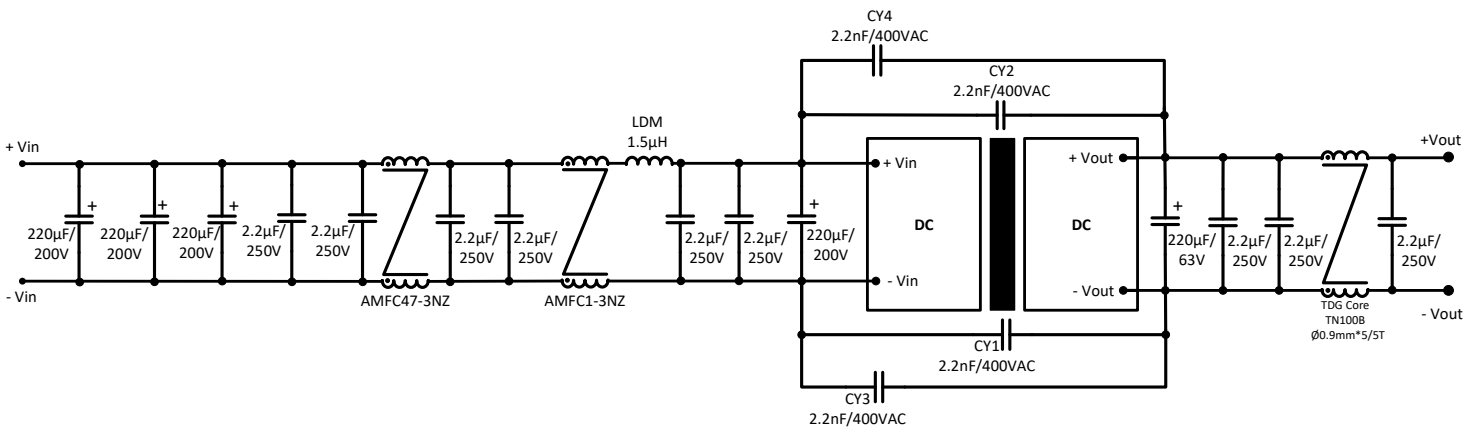 CY4
2.2nF/400VAC
CY2
2.2nF/400VAC
LDM
1.5µH
+ Vin
+ Vin
+ Vout
+Vout
+
220µF/
200V
+
220µF/
200V
+
220µF/
200V
2.2µF/
250V
2.2µF/
250V
2.2µF/
250V
2.2µF/
250V
2.2µF/
250V
2.2µF/
250V
+
220µF/
200V
DC
DC
+
220µF/
63V
2.2µF/
250V
2.2µF/
250V
2.2µF/
250V
- Vin
AMFC47-3NZ
AMFC1-3NZ
- Vin
- Vout
TDG Core
TN100B
Ø0.9mm*5/5T
- Vout
CY1
2.2nF/400VAC
CY3
2.2nF/400VAC